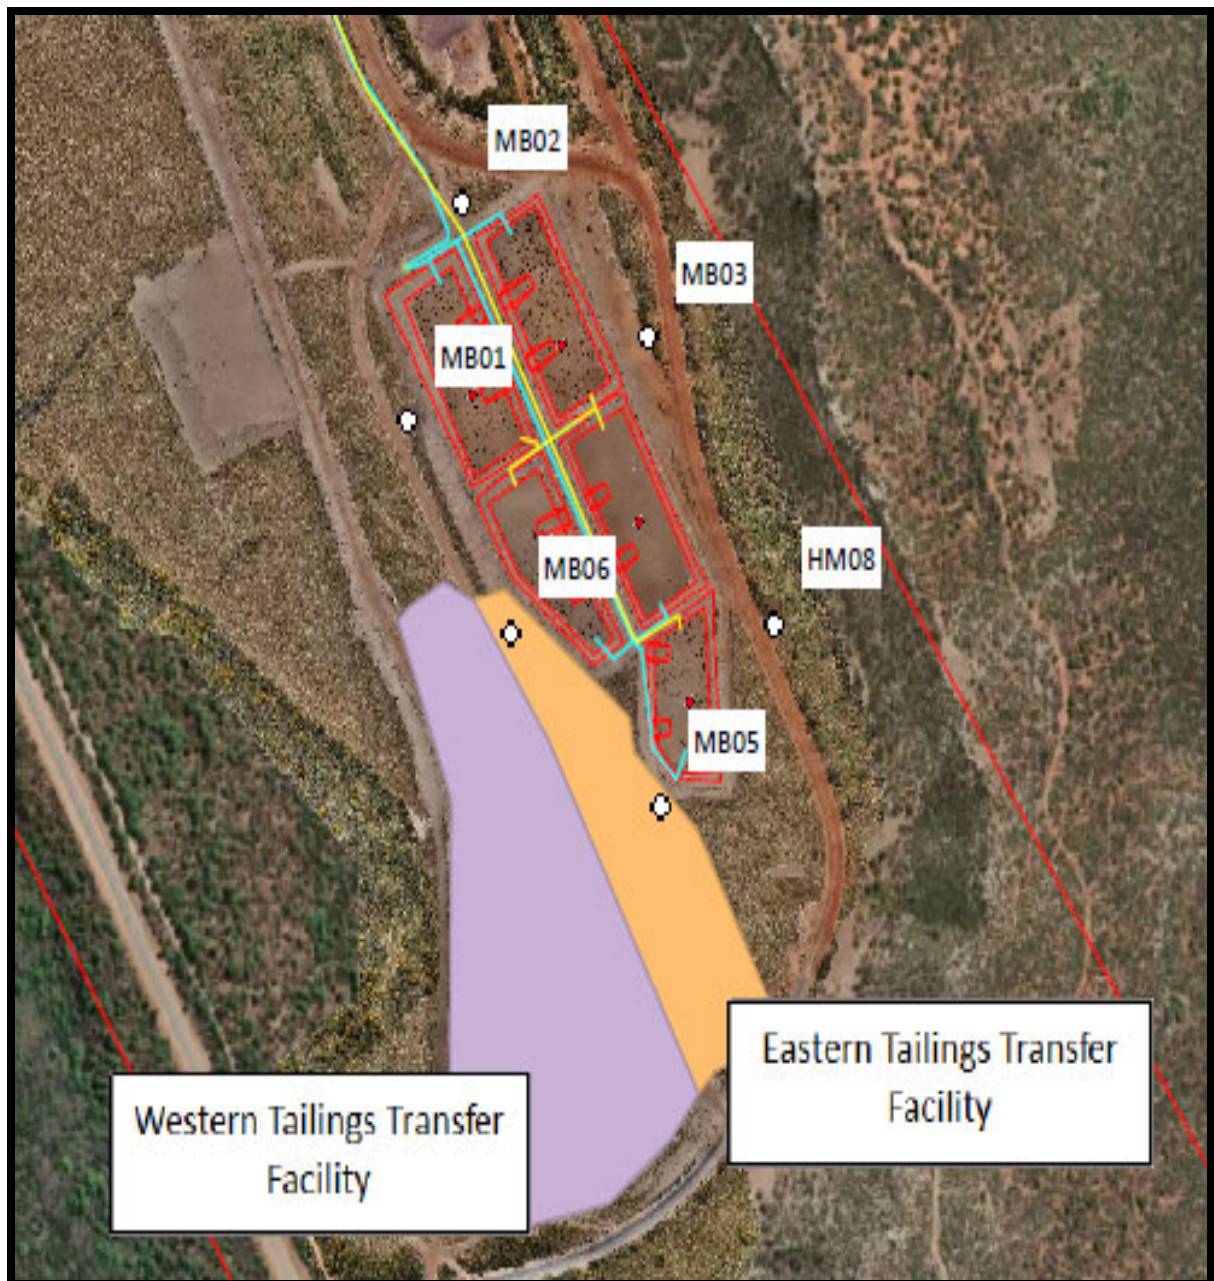 MB02
MB03
MB01
HM08
MB06
MB05
Eastern Tailings Transfer
Facility
Western Tailings Transfer
Facility